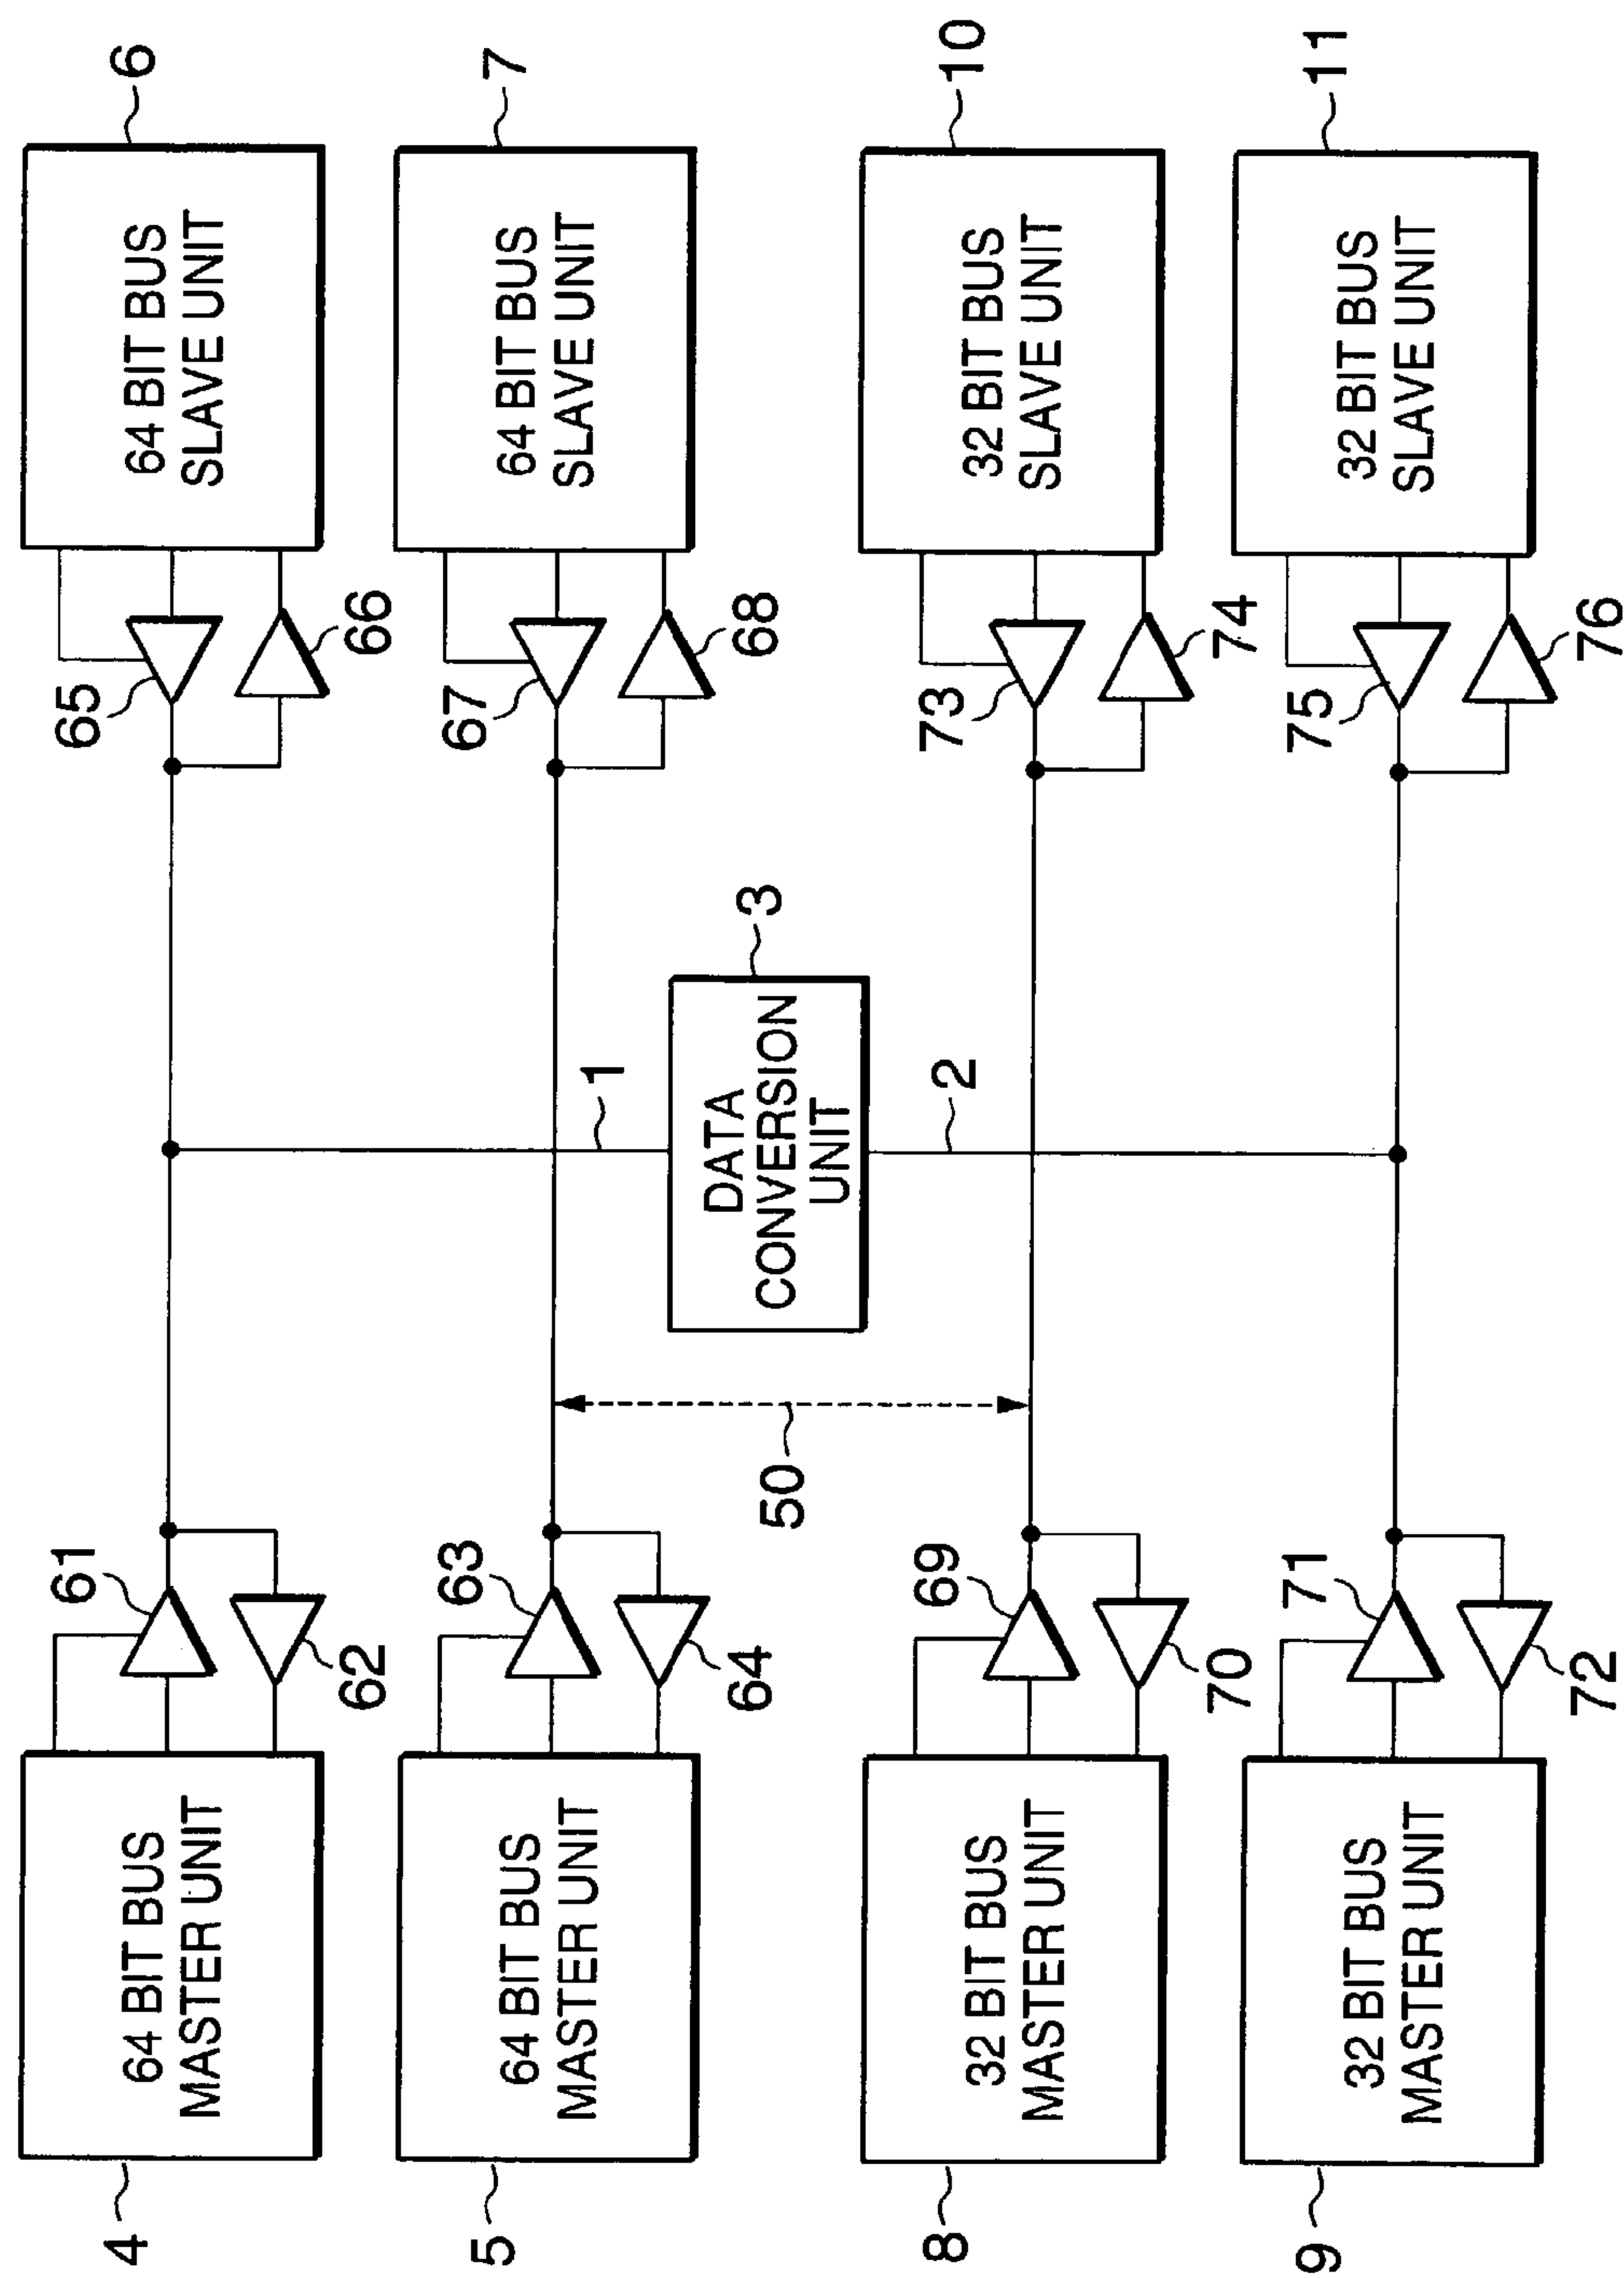 4
64 BIT BUS
MASTER UNIT
61
62
65
66
64 BIT BUS
SLAVE UNIT
6
5
64 BIT BUS
MASTER UNIT
63
64
1
67
68
64 BIT BUS
SLAVE UNIT
7
50
DATA
CONVERSION
UNIT
3
8
32 BIT BUS
MASTER UNIT
69
70
2
73
74
32 BIT BUS
SLAVE UNIT
10
9
32 BIT BUS
MASTER UNIT
71
72
75
76
32 BIT BUS
SLAVE UNIT
11